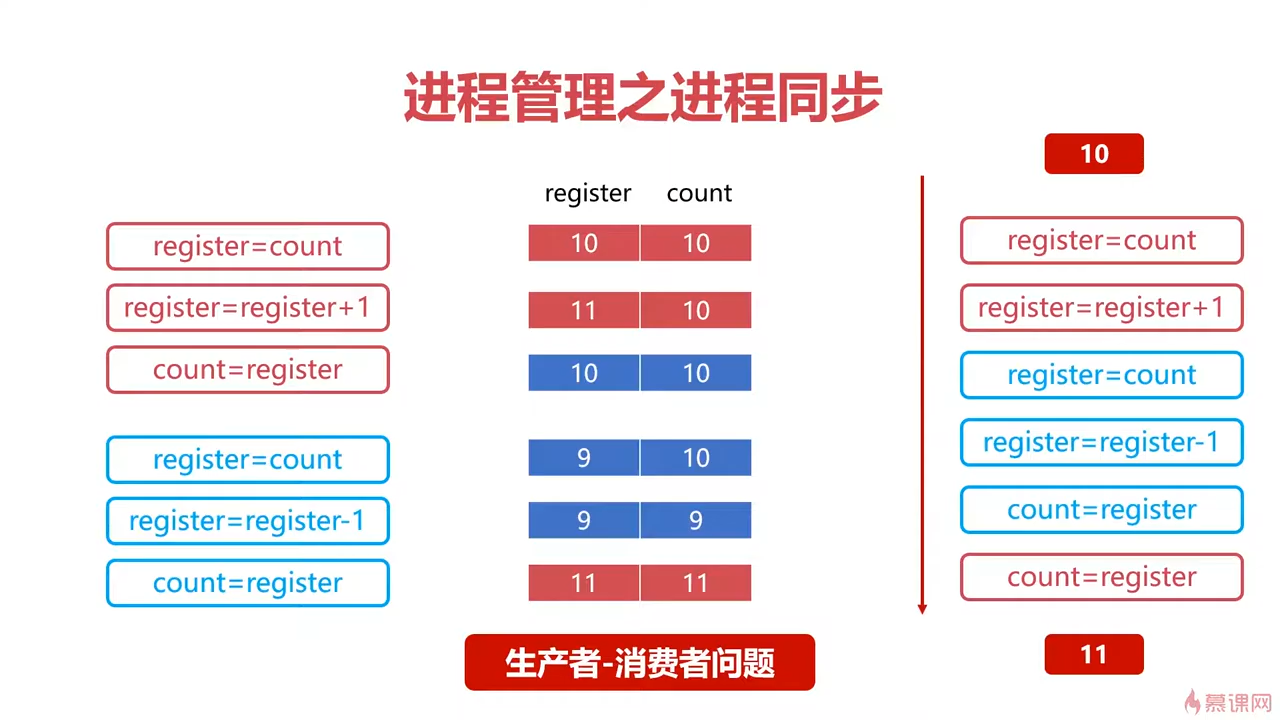 进程管理之进程同步
register=count
register=register+1
count=register
register=count
register=register-1
count=register
register count
10 10
11 10
10 10
9 10
9 9
11 11
10
register=count
register=register+1
register=count
register=register-1
count=register
count=register
11
生产者-消费者问题
慕课网